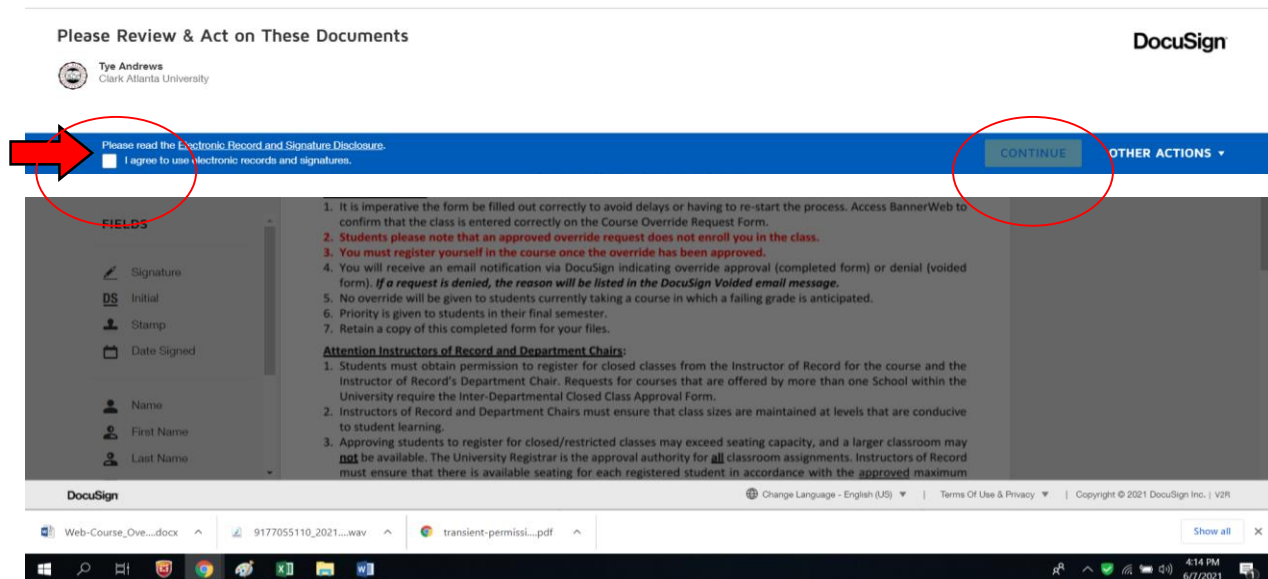 Please Review & Act on These Documents
DocuSign
Tye Andrews
Clark Atlanta University
Please read the Electronic Record and Signature Disclosure.
I agree to use electronic records and signatures.
CONTINUE
OTHER ACTIONS
FIELDS
Signature
DS Initial
Stamp
Date Signed
Name
First Name
Last Name
1. It is imperative the form be filled out correctly to avoid delays or having to re-start the process. Access BannerWeb to
confirm that the class is entered correctly on the Course Override Request Form.
2. Students please note that an approved override request does not enroll you in the class.
3. You must register yourself in the course once the override has been approved.
4. You will receive an email notification via DocuSign indicating override approval (completed form) or denial (voided
form). If a request is denied, the reason will be listed in the DocuSign Voided email message.
5. No override will be given to students currently taking a course in which a failing grade is anticipated.
6. Priority is given to students in their final semester.
7. Retain a copy of this completed form for your files.
Attention Instructors of Record and Department Chairs:
1. Students must obtain permission to register for closed classes from the Instructor of Record for the course and the
Instructor of Record's Department Chair. Requests for courses that are offered by more than one School within the
University require the Inter-Departmental Closed Class Approval Form.
2. Instructors of Record and Department Chairs must ensure that class sizes are maintained at levels that are conducive
to student learning.
3. Approving students to register for closed/restricted classes may exceed seating capacity, and a larger classroom may
not be available. The University Registrar is the approval authority for all classroom assignments. Instructors of Record
must ensure that there is available seating for each registered student in accordance with the approved maximum
DocuSign
Change Language - English (US) | Terms Of Use & Privacy | Copyright © 2021 DocuSign Inc. | V2R
Web-Course_Ove....docx
9177055110_2021....wav
transient-permissi....pdf
Show all
4:14 PM
6/7/2021